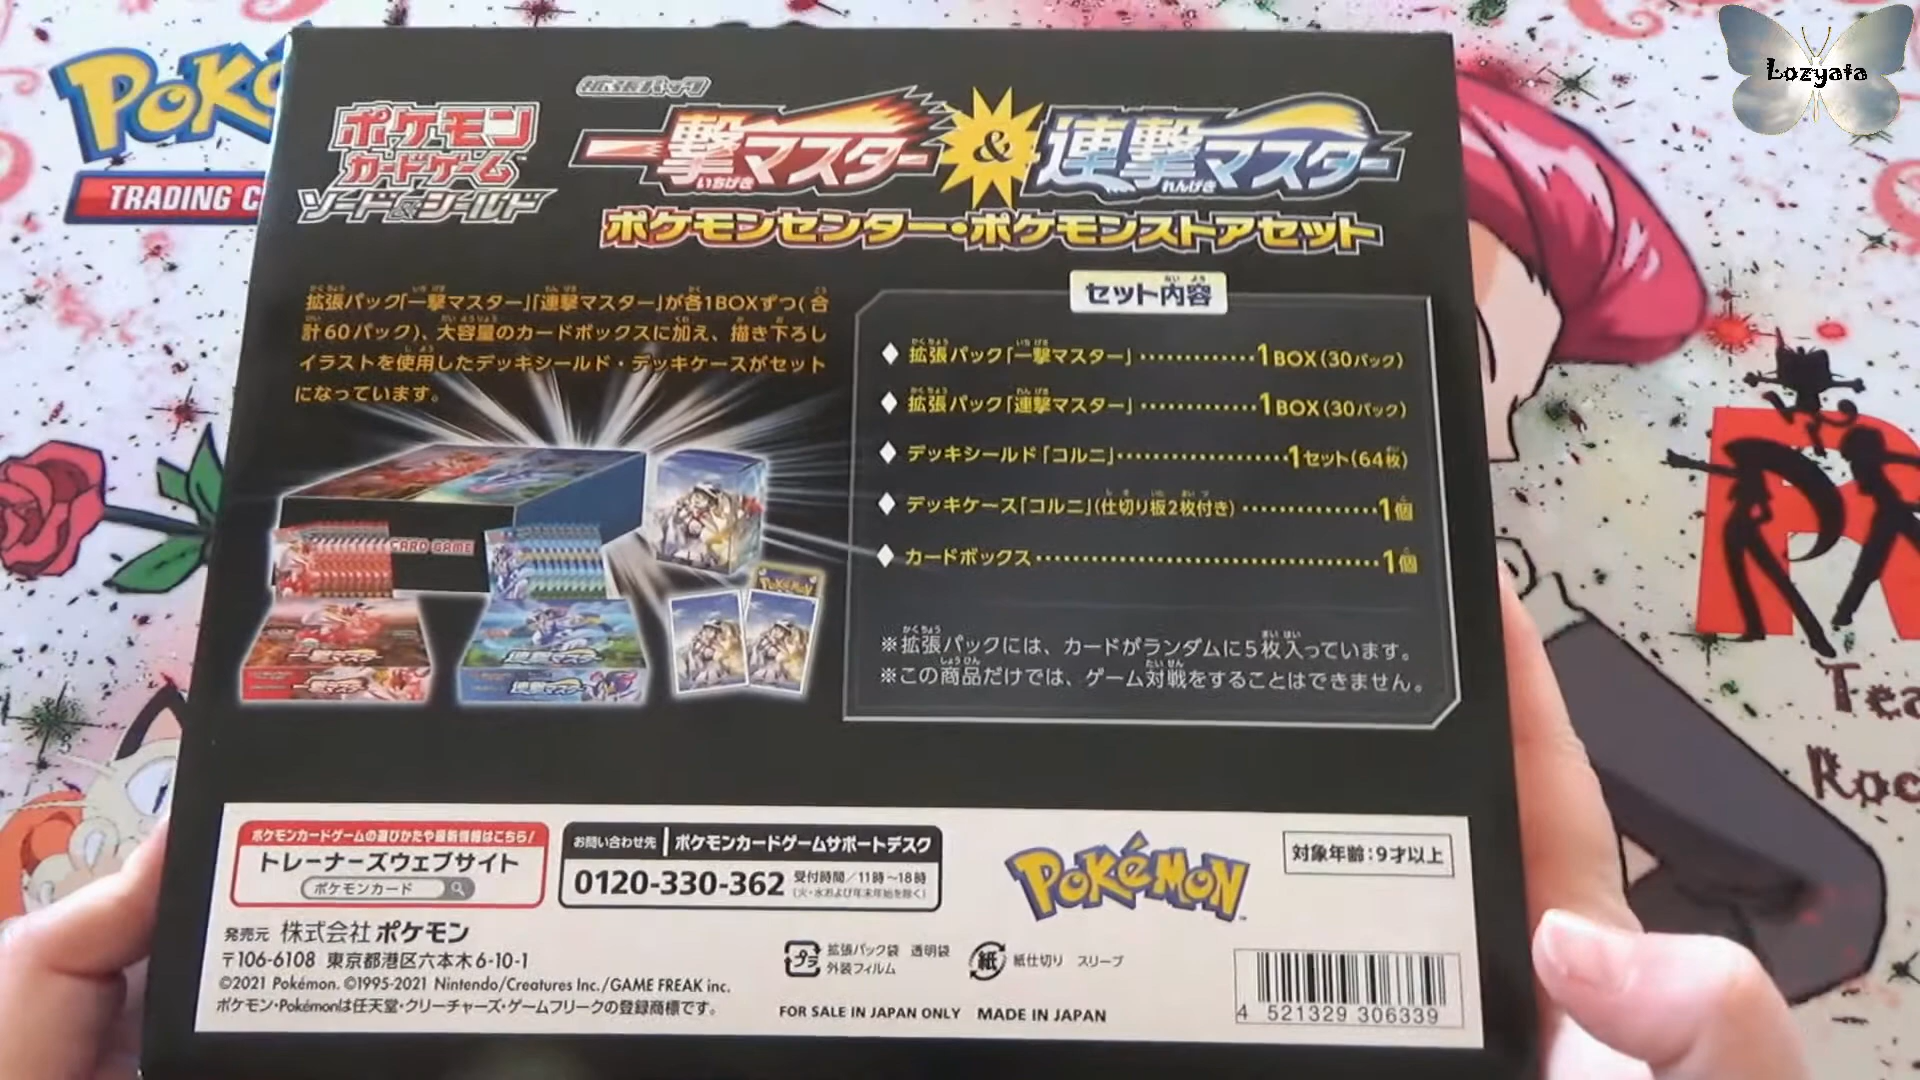 Lozyata
Poké
TRADING C
拡張パック
ポケモン
カードゲーム
ソード&シールド
一撃マスター & 連撃マスター
いちげき
れんげき
ポケモンセンター・ポケモンストアセット
拡張パック「一撃マスター」「連撃マスター」が各1BOXずつ(合
計60パック)、大容量のカードボックスに加え、描き下ろし
イラストを使用したデッキシールド・デッキケースがセット
になっています。
セット内容
◆ 拡張パック「一撃マスター」・・・・・・・・・・・・1BOX(30パック)
◆ 拡張パック「連撃マスター」・・・・・・・・・・・・1BOX(30パック)
◆ デッキシールド「コルニ」・・・・・・・・・・・・・・・・・1セット(64枚)
◆ デッキケース「コルニ」(仕切り板2枚付き)・・・・・・・・・・・・・・1個
◆ カードボックス・・・・・・・・・・・・・・・・・・・・・・・・・・・・・・・・・・1個
※拡張パックには、カードがランダムに5枚入っています。
※この商品だけでは、ゲーム対戦をすることはできません。
CARD GAME
Pokémon
一撃マスター
連撃マスター
Tea
Roc
ポケモンカードゲームの遊びかたや最新情報はこちら!
トレーナーズウェブサイト
ポケモンカード
お問い合わせ先 ポケモンカードゲームサポートデスク
0120-330-362 受付時間/11時～18時
(火・水および年末年始を除く)
Pokémon
対象年齢:9才以上
発売元 株式会社ポケモン
〒106-6108 東京都港区六本木6-10-1
©2021 Pokémon. ©1995-2021 Nintendo/Creatures Inc./GAME FREAK inc.
ポケモン・Pokémonは任天堂・クリーチャーズ・ゲームフリークの登録商標です。
プラ 拡張パック袋 透明袋
外装フィルム
紙 紙仕切り スリーブ
FOR SALE IN JAPAN ONLY MADE IN JAPAN
4 521329 306339